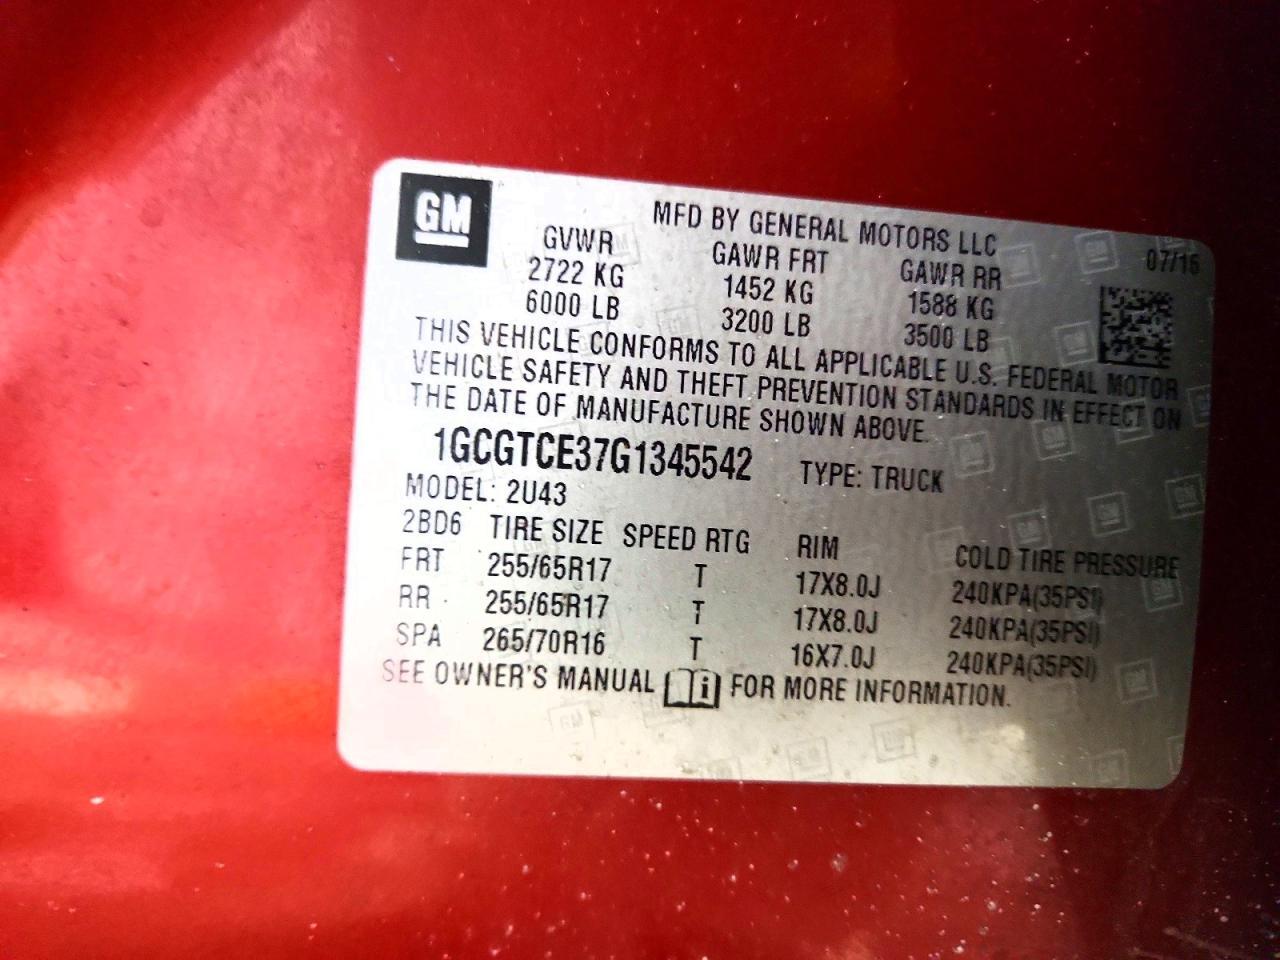 GM
MFD BY GENERAL MOTORS LLC 07/16
GVWR GAWR FRT GAWR RR
2722 KG 1452 KG 1588 KG
6000 LB 3200 LB 3500 LB
THIS VEHICLE CONFORMS TO ALL APPLICABLE U.S. FEDERAL MOTOR
VEHICLE SAFETY AND THEFT PREVENTION STANDARDS IN EFFECT ON
THE DATE OF MANUFACTURE SHOWN ABOVE.
1GCGTCE37G1345542 TYPE: TRUCK
MODEL: 2U43
2BD6 TIRE SIZE SPEED RTG RIM COLD TIRE PRESSURE
FRT 255/65R17 T 17X8.0J 240KPA(35PSI)
RR 255/65R17 T 17X8.0J 240KPA(35PSI)
SPA 265/70R16 T 16X7.0J 240KPA(35PSI)
SEE OWNER'S MANUAL i FOR MORE INFORMATION.